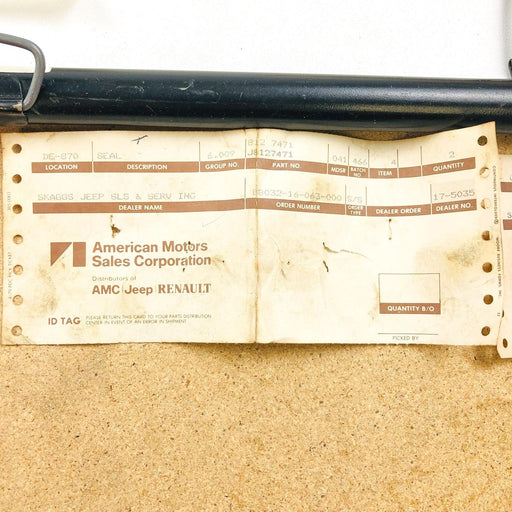 812 7471
DE-870 SEAL 6.009 J8127471 041 466 4 2
LOCATION DESCRIPTION GROUP NO. PART NO. MDSR BATCH NO. ITEM QUANTITY
SKAGGS JEEP SLS & SERV INC S/S 17-5035
DEALER NAME ORDER NUMBER ORDER TYPE DEALER ORDER DEALER NO.
American Motors
Sales Corporation
Distributors of
AMC | Jeep | RENAULT
QUANTITY B/O
ID TAG PLEASE RETURN THIS CARD TO YOUR PARTS DISTRIBUTION
CENTER IN EVENT OF AN ERROR IN SHIPMENT
PICKED BY